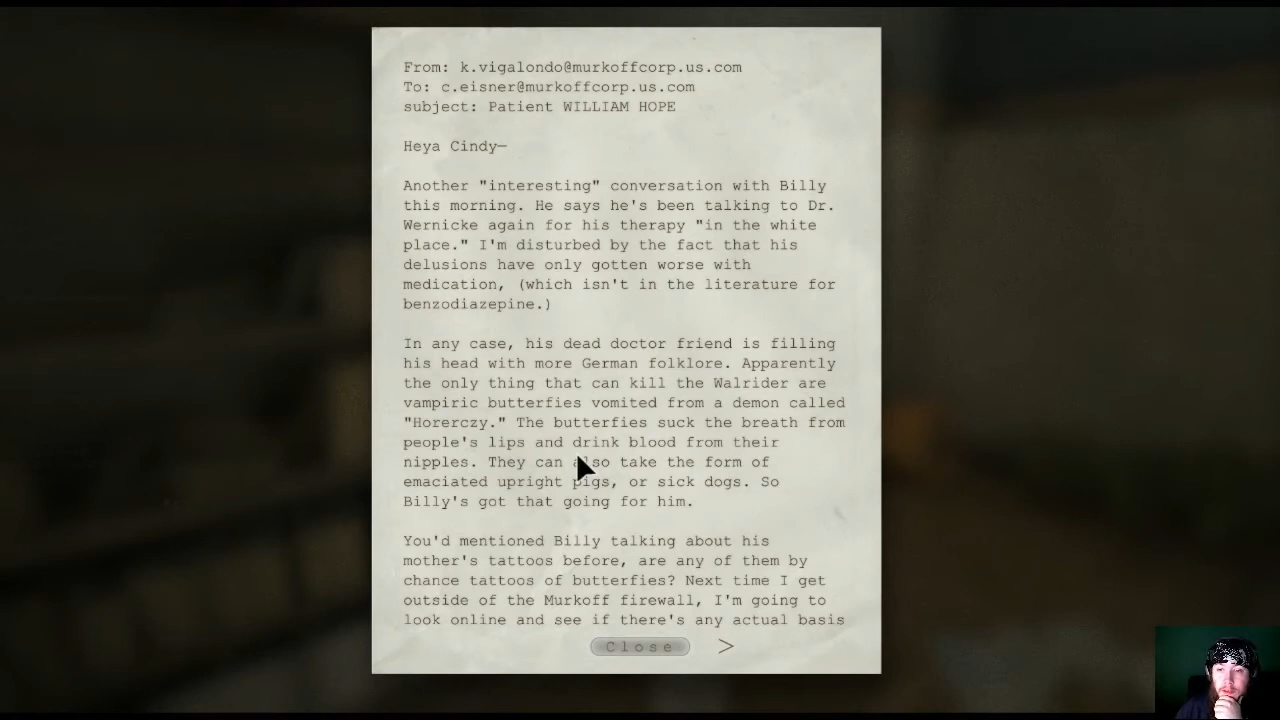 From: k.vigalondo@murkoffcorp.us.com
To: c.eisner@murkoffcorp.us.com
subject: Patient WILLIAM HOPE
Heya Cindy—
Another "interesting" conversation with Billy
this morning. He says he's been talking to Dr.
Wernicke again for his therapy "in the white
place." I'm disturbed by the fact that his
delusions have only gotten worse with
medication, (which isn't in the literature for
benzodiazepine.)
In any case, his dead doctor friend is filling
his head with more German folklore. Apparently
the only thing that can kill the Walrider are
vampiric butterfies vomited from a demon called
"Horerczy." The butterfies suck the breath from
people's lips and drink blood from their
nipples. They can also take the form of
emaciated upright pigs, or sick dogs. So
Billy's got that going for him.
You'd mentioned Billy talking about his
mother's tattoos before, are any of them by
chance tattoos of butterfies? Next time I get
outside of the Murkoff firewall, I'm going to
look online and see if there's any actual basis
Close >